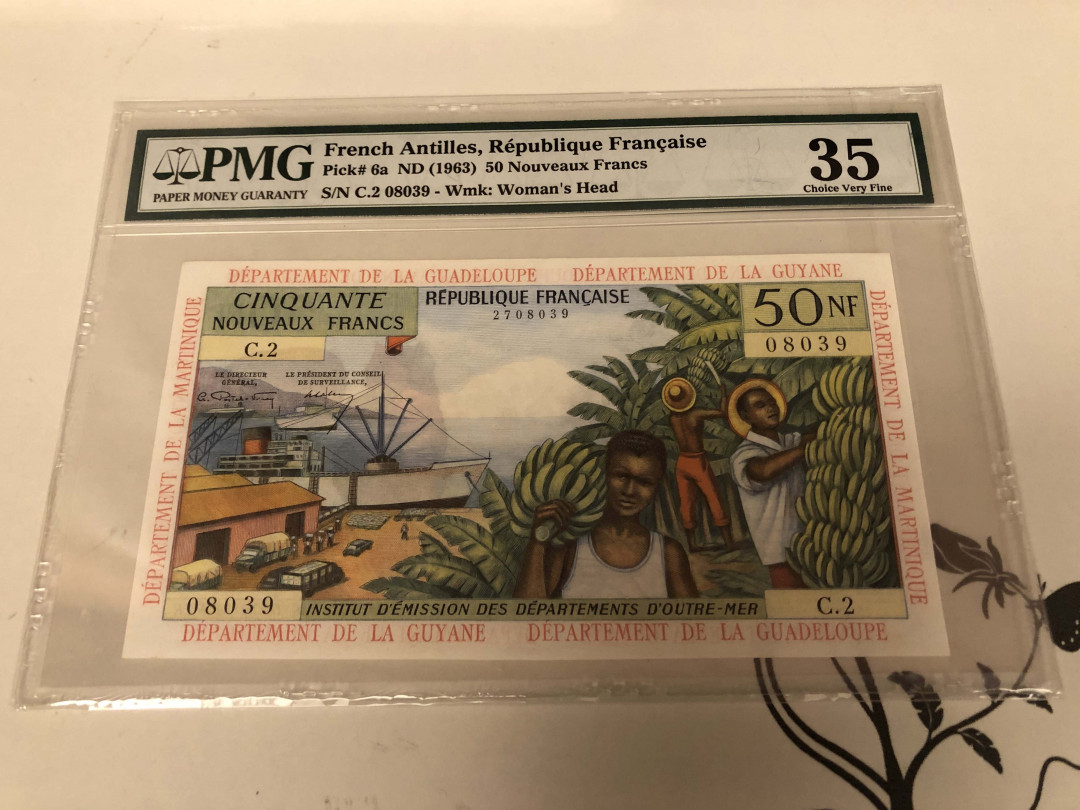 PMG
PAPER MONEY GUARANTY
French Antilles, République Française
Pick# 6a ND (1963) 50 Nouveaux Francs
S/N C.2 08039 - Wmk: Woman's Head
35
Choice Very Fine
DÉPARTEMENT DE LA GUADELOUPE DÉPARTEMENT DE LA GUYANE
CINQUANTE
NOUVEAUX FRANCS
C.2
RÉPUBLIQUE FRANÇAISE
2708039
50 NF
08039
LE DIRECTEUR
GÉNÉRAL,
LE PRÉSIDENT DU CONSEIL
DE SURVEILLANCE,
DÉPARTEMENT DE LA MARTINIQUE
DÉPARTEMENT DE LA MARTINIQUE
08039
INSTITUT D'ÉMISSION DES DÉPARTEMENTS D'OUTRE-MER
C.2
DÉPARTEMENT DE LA GUYANE DÉPARTEMENT DE LA GUADELOUPE